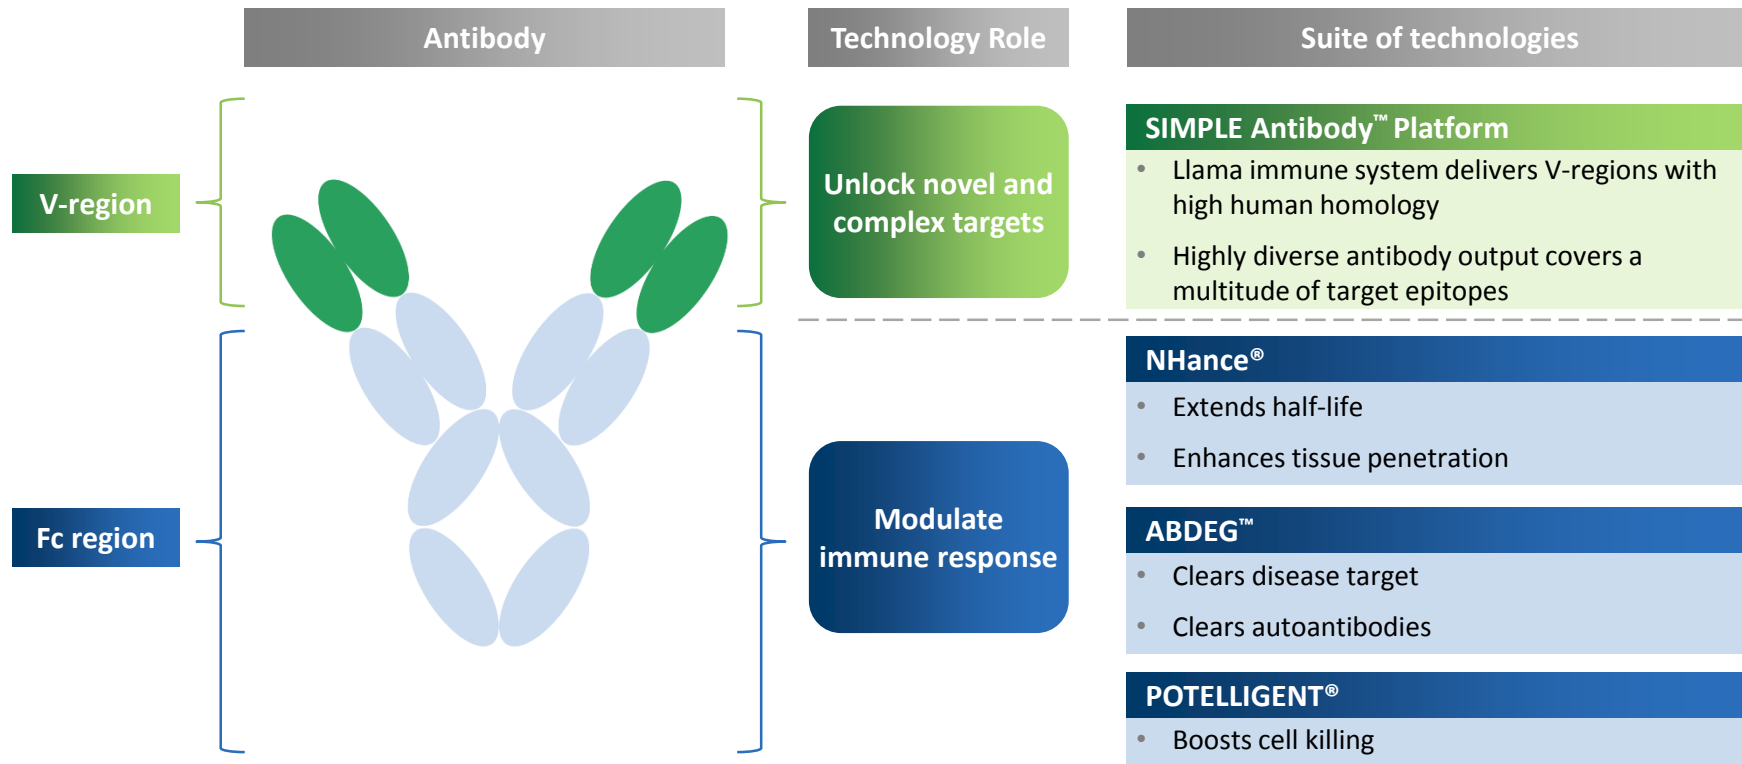 Antibody
Technology Role
Suite of technologies
V-region
Unlock novel and
complex targets
SIMPLE Antibody™ Platform
• Llama immune system delivers V-regions with
high human homology
• Highly diverse antibody output covers a
multitude of target epitopes
Fc region
Modulate
immune response
NHance®
• Extends half-life
• Enhances tissue penetration
ABDEG™
• Clears disease target
• Clears autoantibodies
POTELLIGENT®
• Boosts cell killing